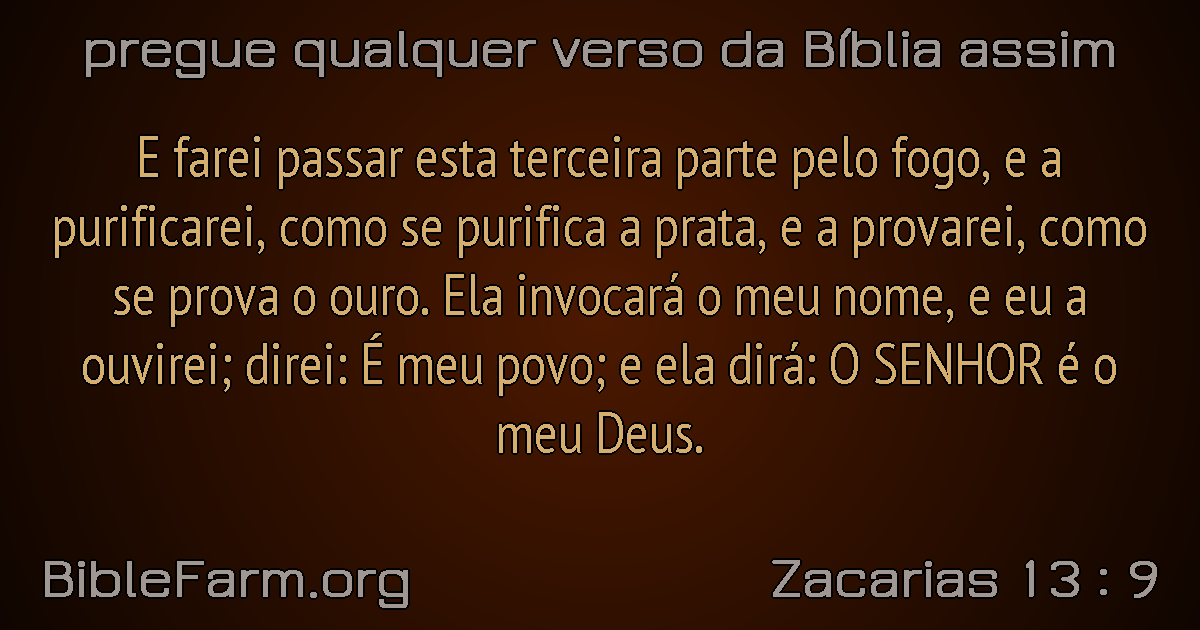 pregue qualquer verso da Bíblia assim
E farei passar esta terceira parte pelo fogo, e a
purificarei, como se purifica a prata, e a provarei, como
se prova o ouro. Ela invocará o meu nome, e eu a
ouvirei; direi: É meu povo; e ela dirá: O SENHOR é o
meu Deus.
BibleFarm.org
Zacarias 13 : 9